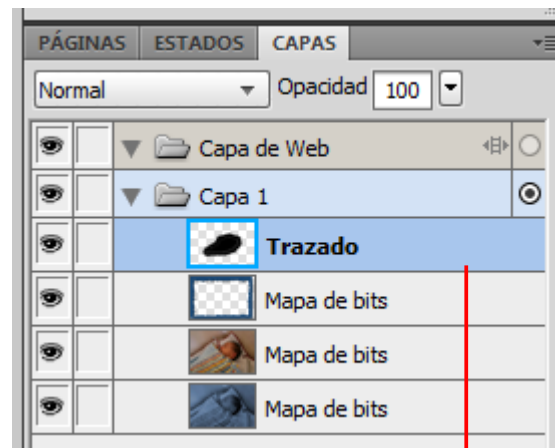 PÁGINAS ESTADOS CAPAS
Normal Opacidad 100
Capa de Web
Capa 1
Trazado
Mapa de bits
Mapa de bits
Mapa de bits